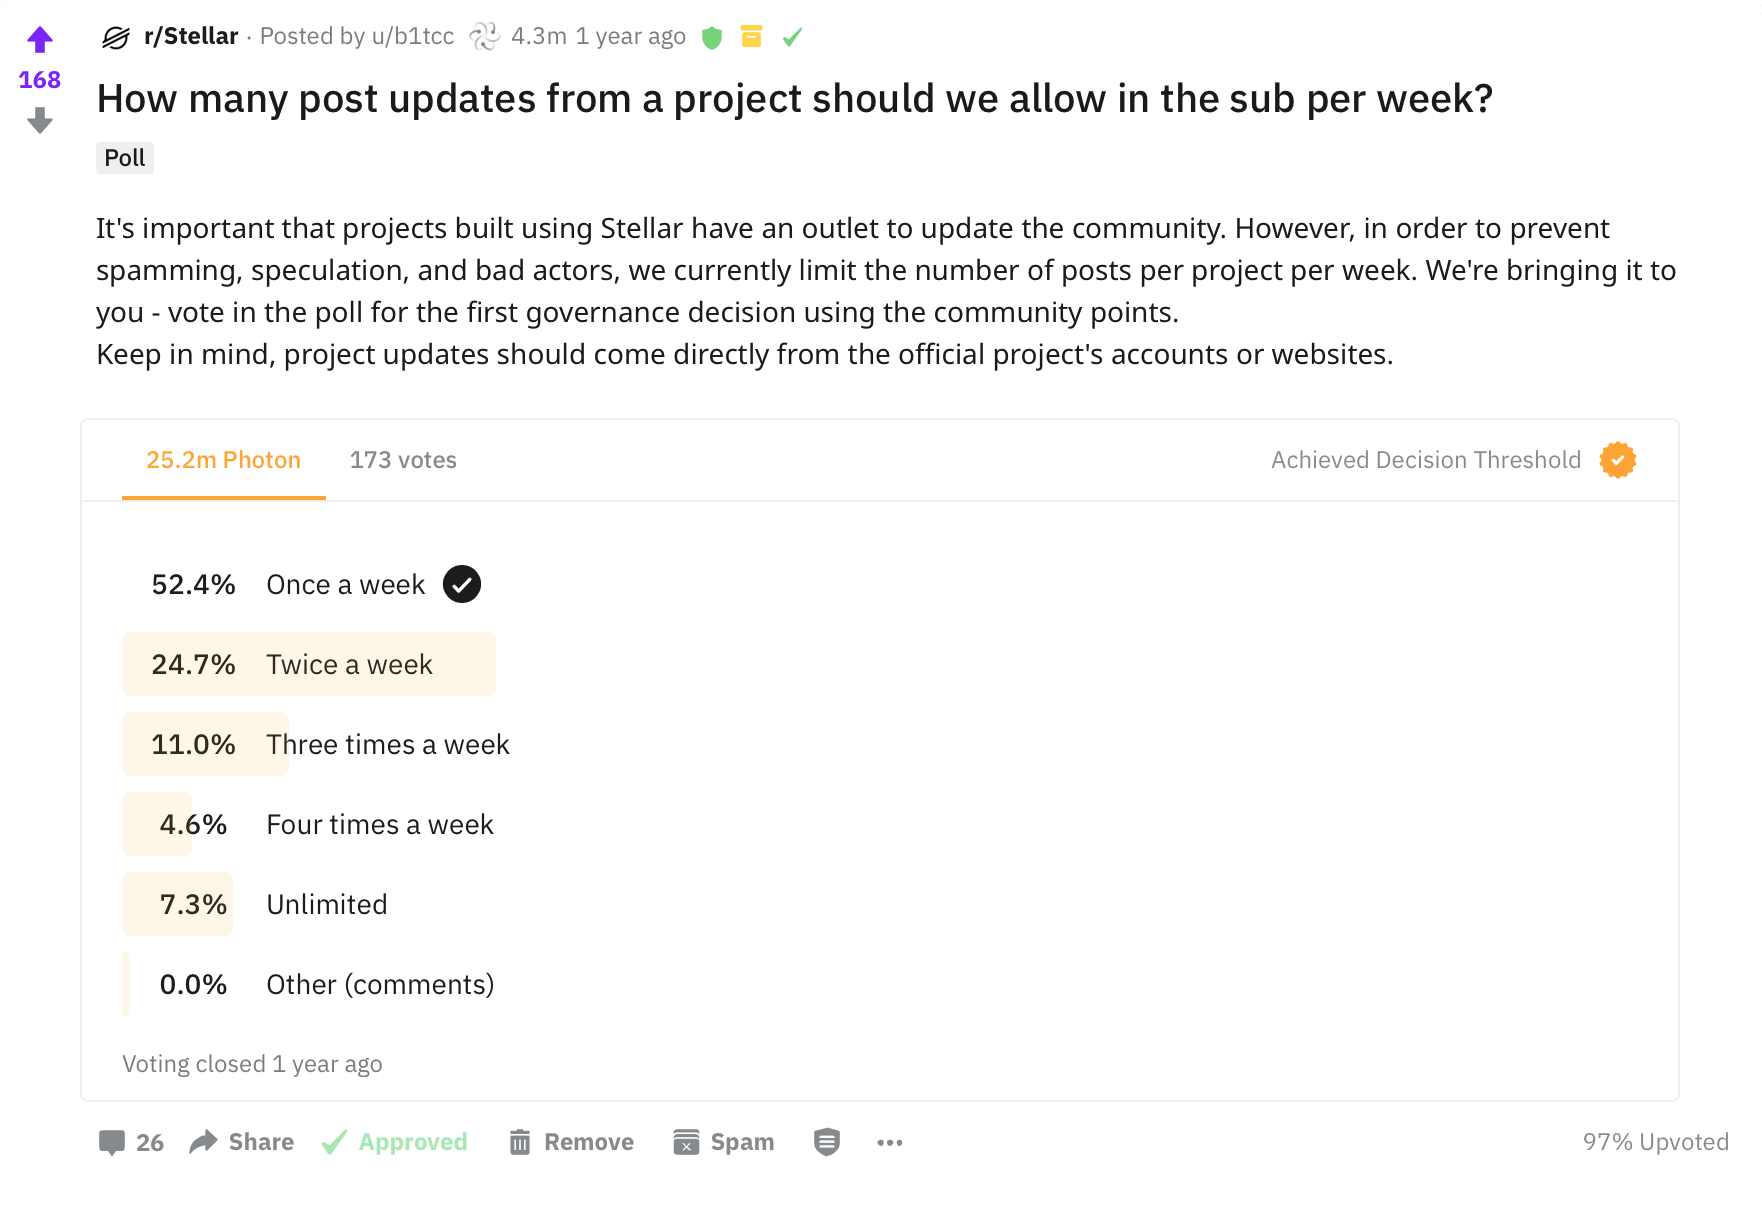 r/Stellar · Posted by u/b1tcc 4.3m 1 year ago
168
How many post updates from a project should we allow in the sub per week?
Poll
It's important that projects built using Stellar have an outlet to update the community. However, in order to prevent
spamming, speculation, and bad actors, we currently limit the number of posts per project per week. We're bringing it to
you - vote in the poll for the first governance decision using the community points.
Keep in mind, project updates should come directly from the official project's accounts or websites.
25.2m Photon 173 votes Achieved Decision Threshold
52.4% Once a week
24.7% Twice a week
11.0% Three times a week
4.6% Four times a week
7.3% Unlimited
0.0% Other (comments)
Voting closed 1 year ago
26 Share Approved Remove Spam 97% Upvoted